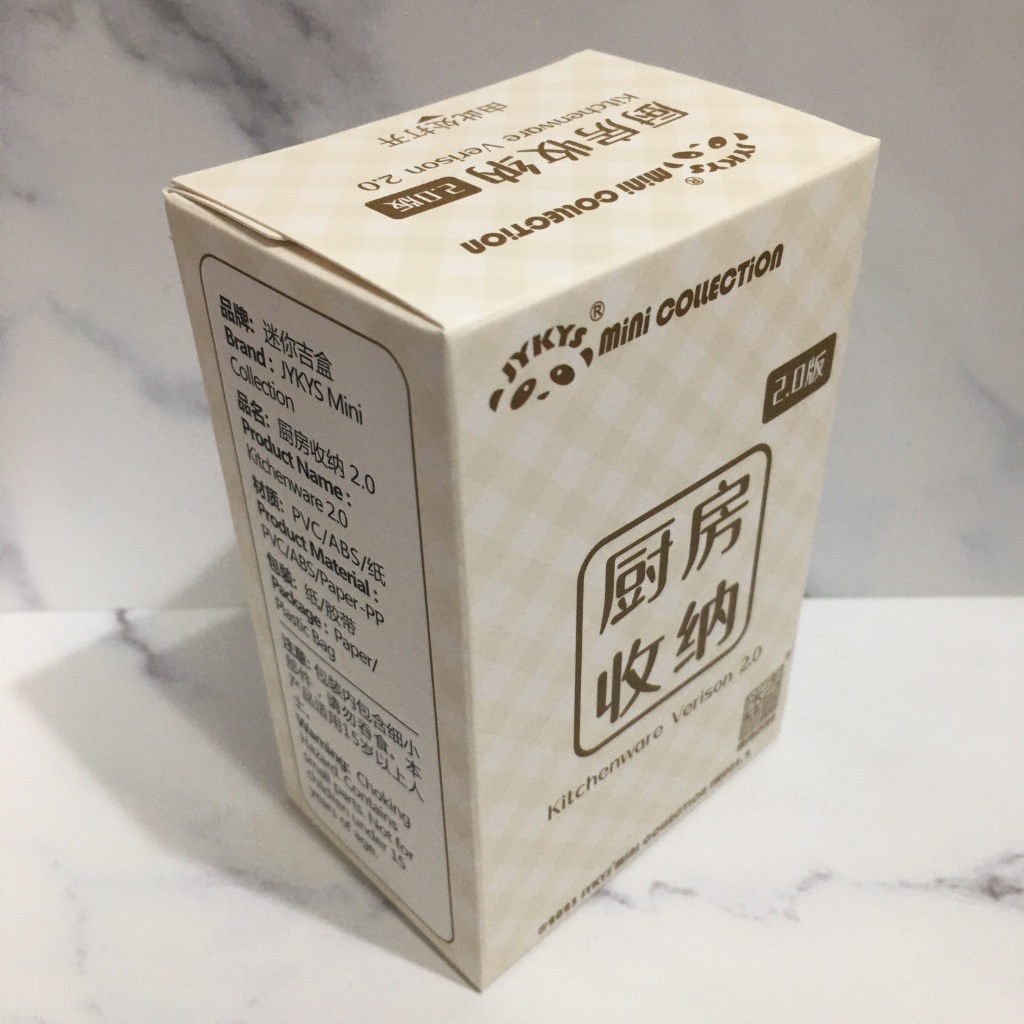 由此处打开
Kitchenware Verison 2.0
厨房收纳 2.0版
JYKYS® Mini COLLECTiON
品牌: 迷你吉盒
Brand: JYKYS Mini
Collection
品名: 厨房收纳 2.0
Product Name:
Kitchenware 2.0
材质: PVC/ABS/纸
Product Material:
PVC/ABS/Paper-PP
包装: 纸/胶带
Package: Paper/
Plastic Bag
注意: 包装内包含细小
部件，请勿吞食，本
产品适用15岁以上人
士.
Warning: Choking
Hazard. Contains
small parts. Not for
children under 15
years of age.
JYKYS® Mini COLLECTiON
2.0版
厨房
收纳
Kitchenware Verison 2.0
JYKYS MINI COLLECTION